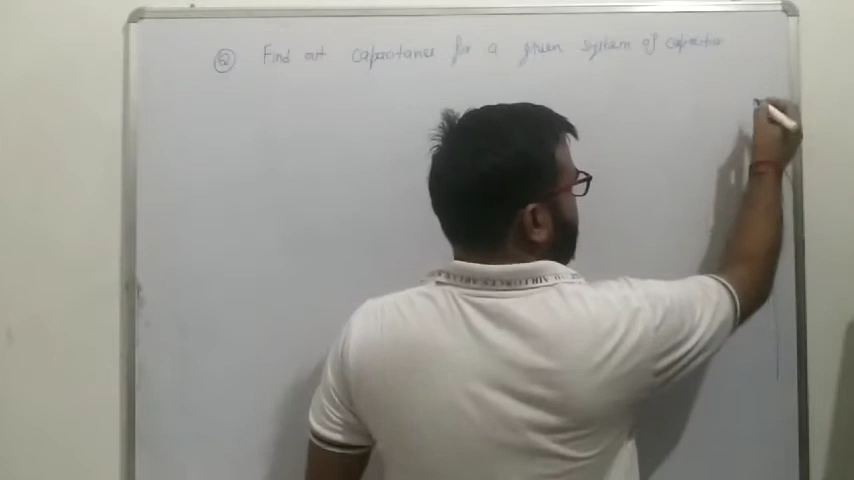 Q Find out capacitance for a given system of capacitor